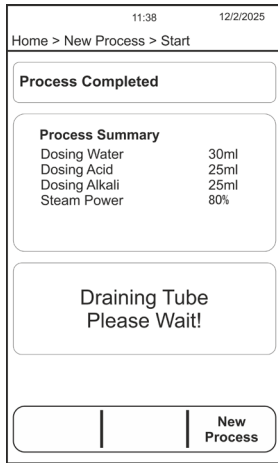 11:38 12/2/2025
Home > New Process > Start
Process Completed
Process Summary
Dosing Water 30ml
Dosing Acid 25ml
Dosing Alkali 25ml
Steam Power 80%
Draining Tube
Please Wait!
New
Process